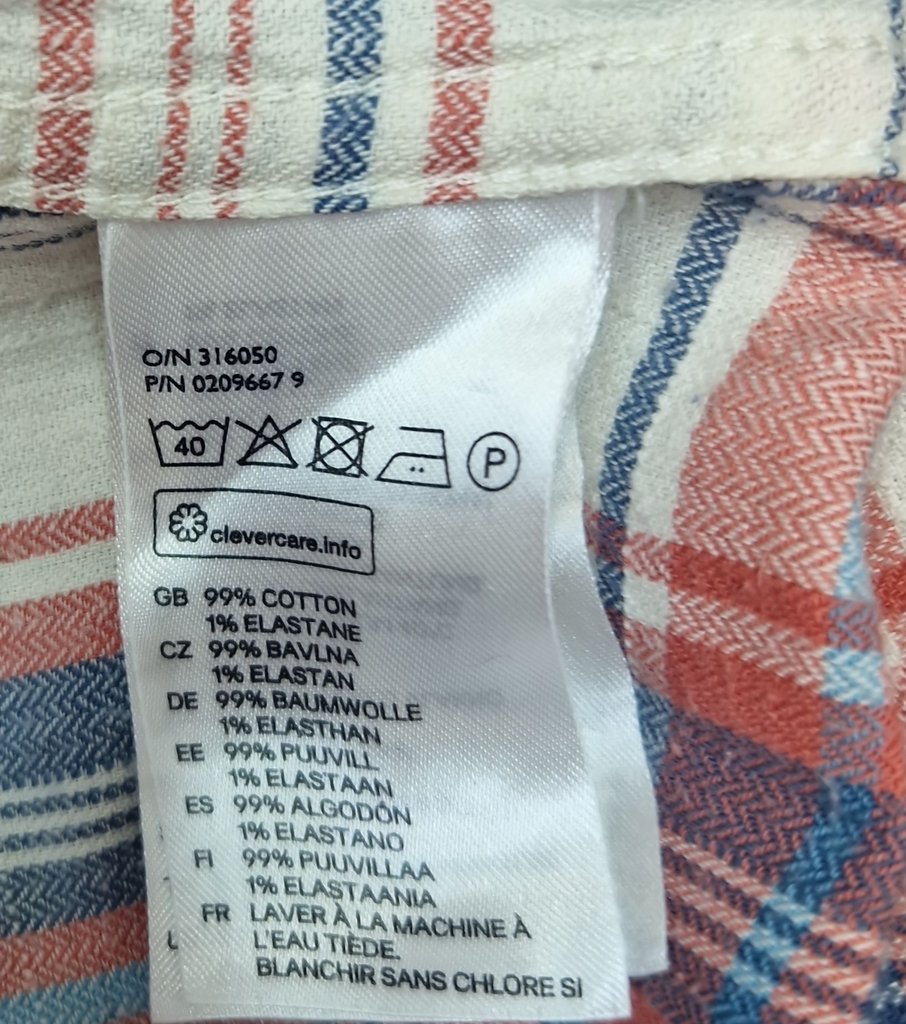 O/N 316050
P/N 0209667 9
40 P
clevercare.info
GB 99% COTTON
1% ELASTANE
CZ 99% BAVLNA
1% ELASTAN
DE 99% BAUMWOLLE
1% ELASTHAN
EE 99% PUUVILL
1% ELASTAAN
ES 99% ALGODÓN
1% ELASTANO
FI 99% PUUVILLAA
1% ELASTAANIA
FR LAVER À LA MACHINE À
L'EAU TIÈDE.
BLANCHIR SANS CHLORE SI